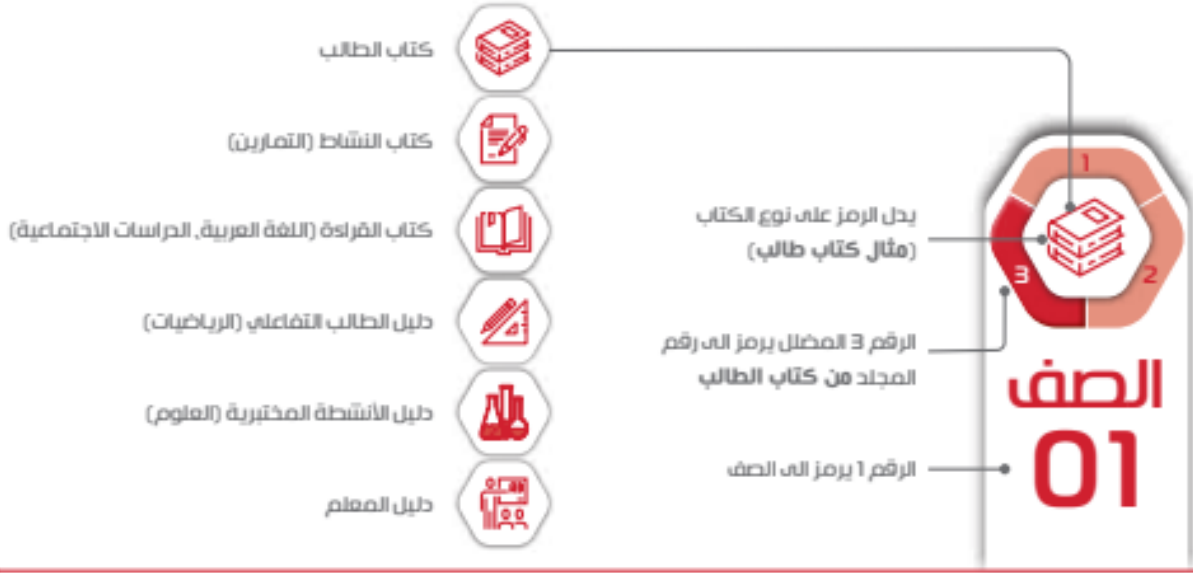 1
2
3
الصف
01
يدل الرمز على نوع الكتاب
(مثال كتاب طالب)
الرقم 3 المضلل يرمز الى رقم
المجلد من كتاب الطالب
الرقم 1 يرمز الى الصف
كتاب الطالب
كتاب النشاط (التمارين)
كتاب القراءة (اللغة العربية، الدراسات الاجتماعية)
دليل الطالب التفاعلي (الرياضيات)
دليل الأنشطة المختبرية (العلوم)
دليل المعلم